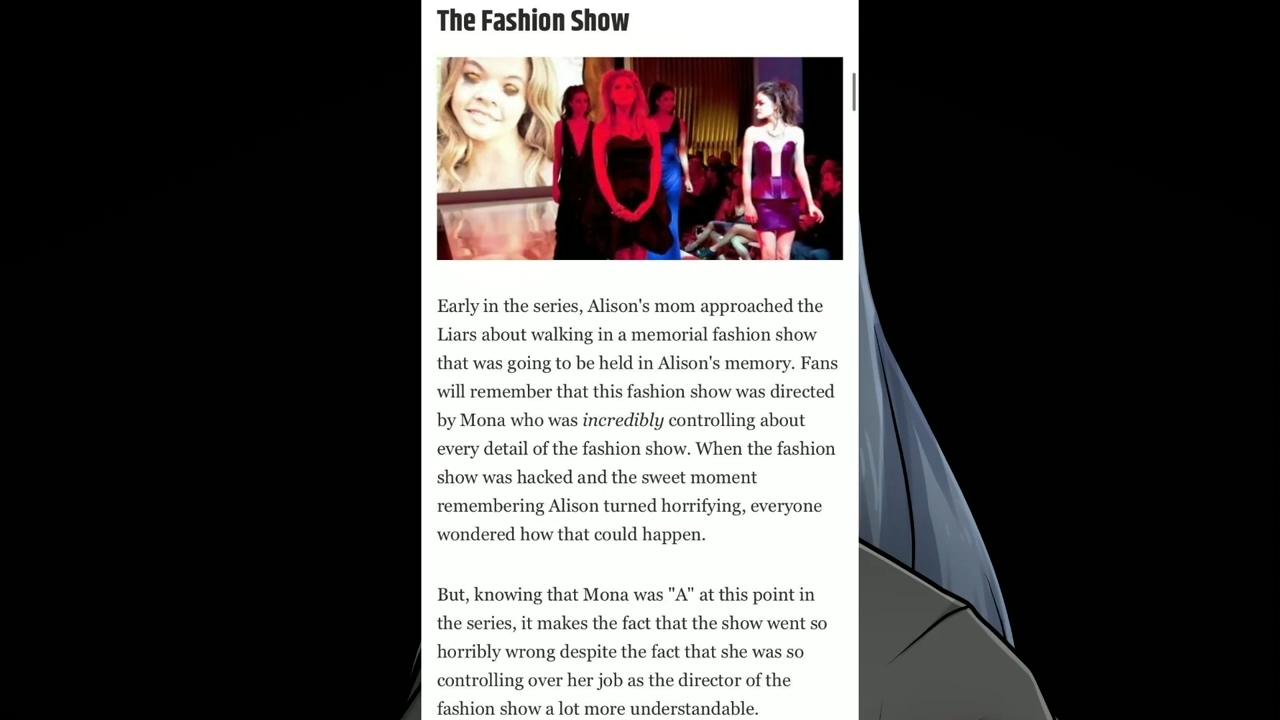 The Fashion Show
Early in the series, Alison's mom approached the
Liars about walking in a memorial fashion show
that was going to be held in Alison's memory. Fans
will remember that this fashion show was directed
by Mona who was incredibly controlling about
every detail of the fashion show. When the fashion
show was hacked and the sweet moment
remembering Alison turned horrifying, everyone
wondered how that could happen.
But, knowing that Mona was "A" at this point in
the series, it makes the fact that the show went so
horribly wrong despite the fact that she was so
controlling over her job as the director of the
fashion show a lot more understandable.